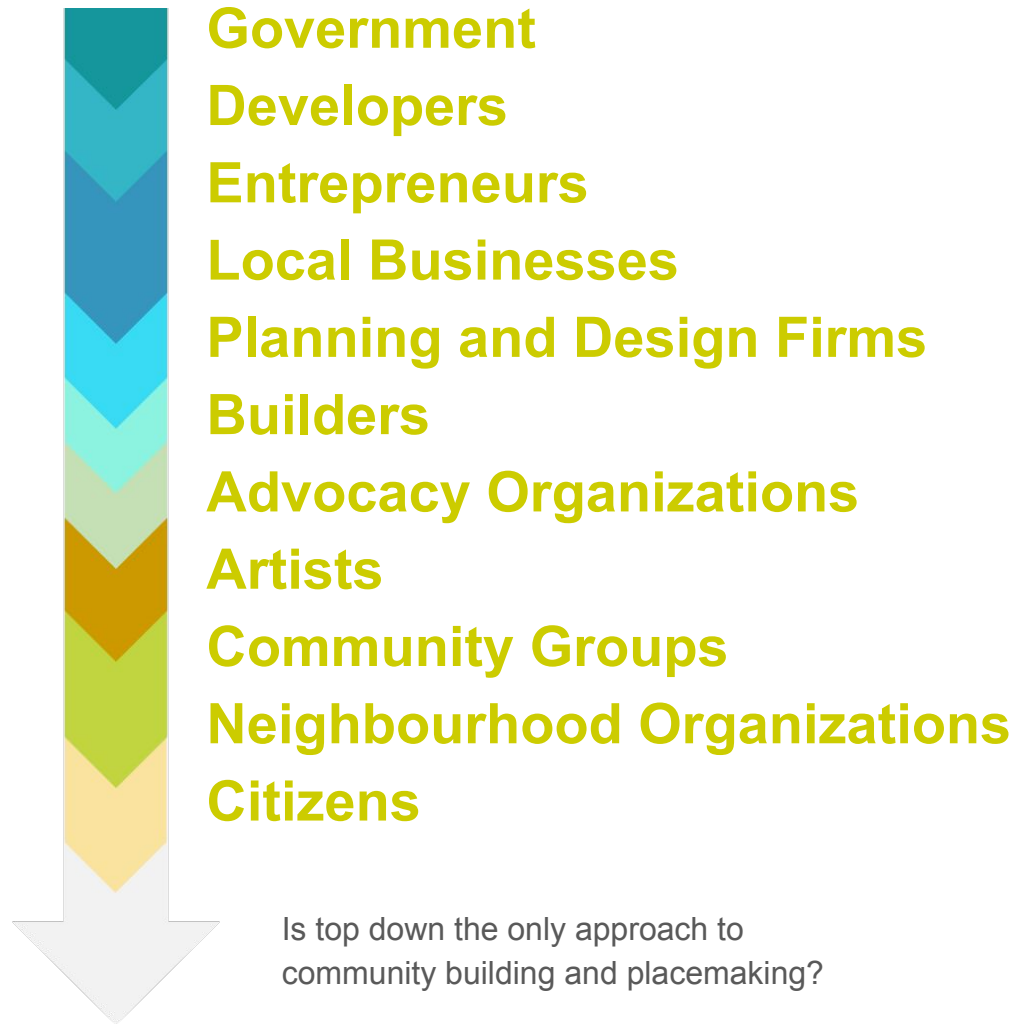 Government
Developers
Entrepreneurs
Local Businesses
Planning and Design Firms
Builders
Advocacy Organizations
Artists
Community Groups
Neighbourhood Organizations
Citizens
Is top down the only approach to
community building and placemaking?